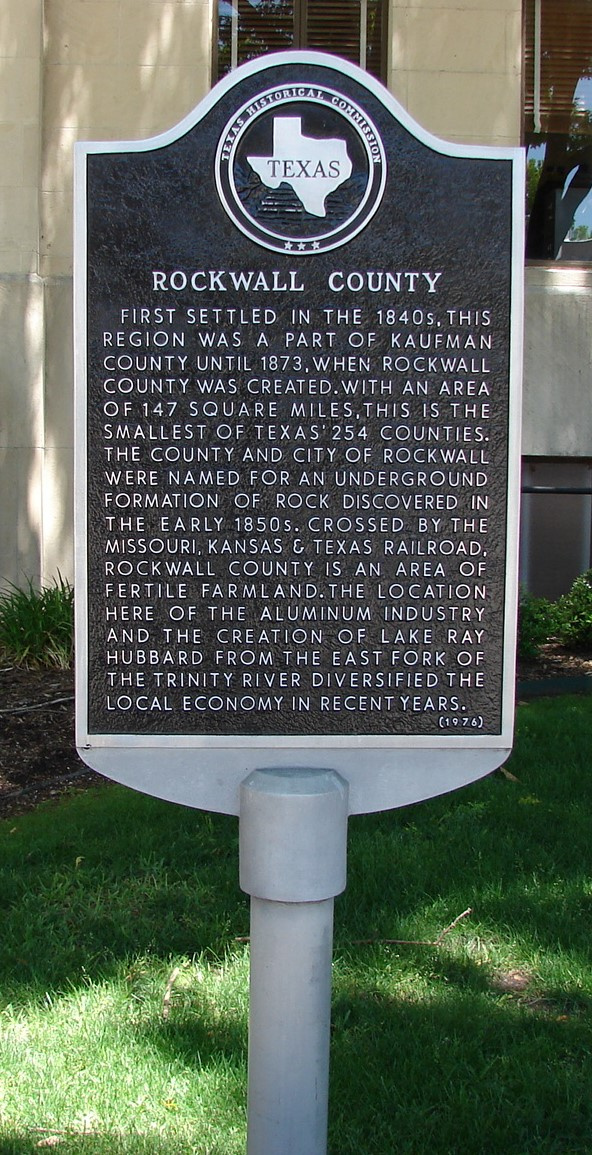 TEXAS HISTORICAL COMMISSION
TEXAS
ROCKWALL COUNTY
FIRST SETTLED IN THE 1840s, THIS
REGION WAS A PART OF KAUFMAN
COUNTY UNTIL 1873, WHEN ROCKWALL
COUNTY WAS CREATED. WITH AN AREA
OF 147 SQUARE MILES, THIS IS THE
SMALLEST OF TEXAS' 254 COUNTIES.
THE COUNTY AND CITY OF ROCKWALL
WERE NAMED FOR AN UNDERGROUND
FORMATION OF ROCK DISCOVERED IN
THE EARLY 1850s. CROSSED BY THE
MISSOURI, KANSAS & TEXAS RAILROAD,
ROCKWALL COUNTY IS AN AREA OF
FERTILE FARMLAND. THE LOCATION
HERE OF THE ALUMINUM INDUSTRY
AND THE CREATION OF LAKE RAY
HUBBARD FROM THE EAST FORK OF
THE TRINITY RIVER DIVERSIFIED THE
LOCAL ECONOMY IN RECENT YEARS.
(1976)